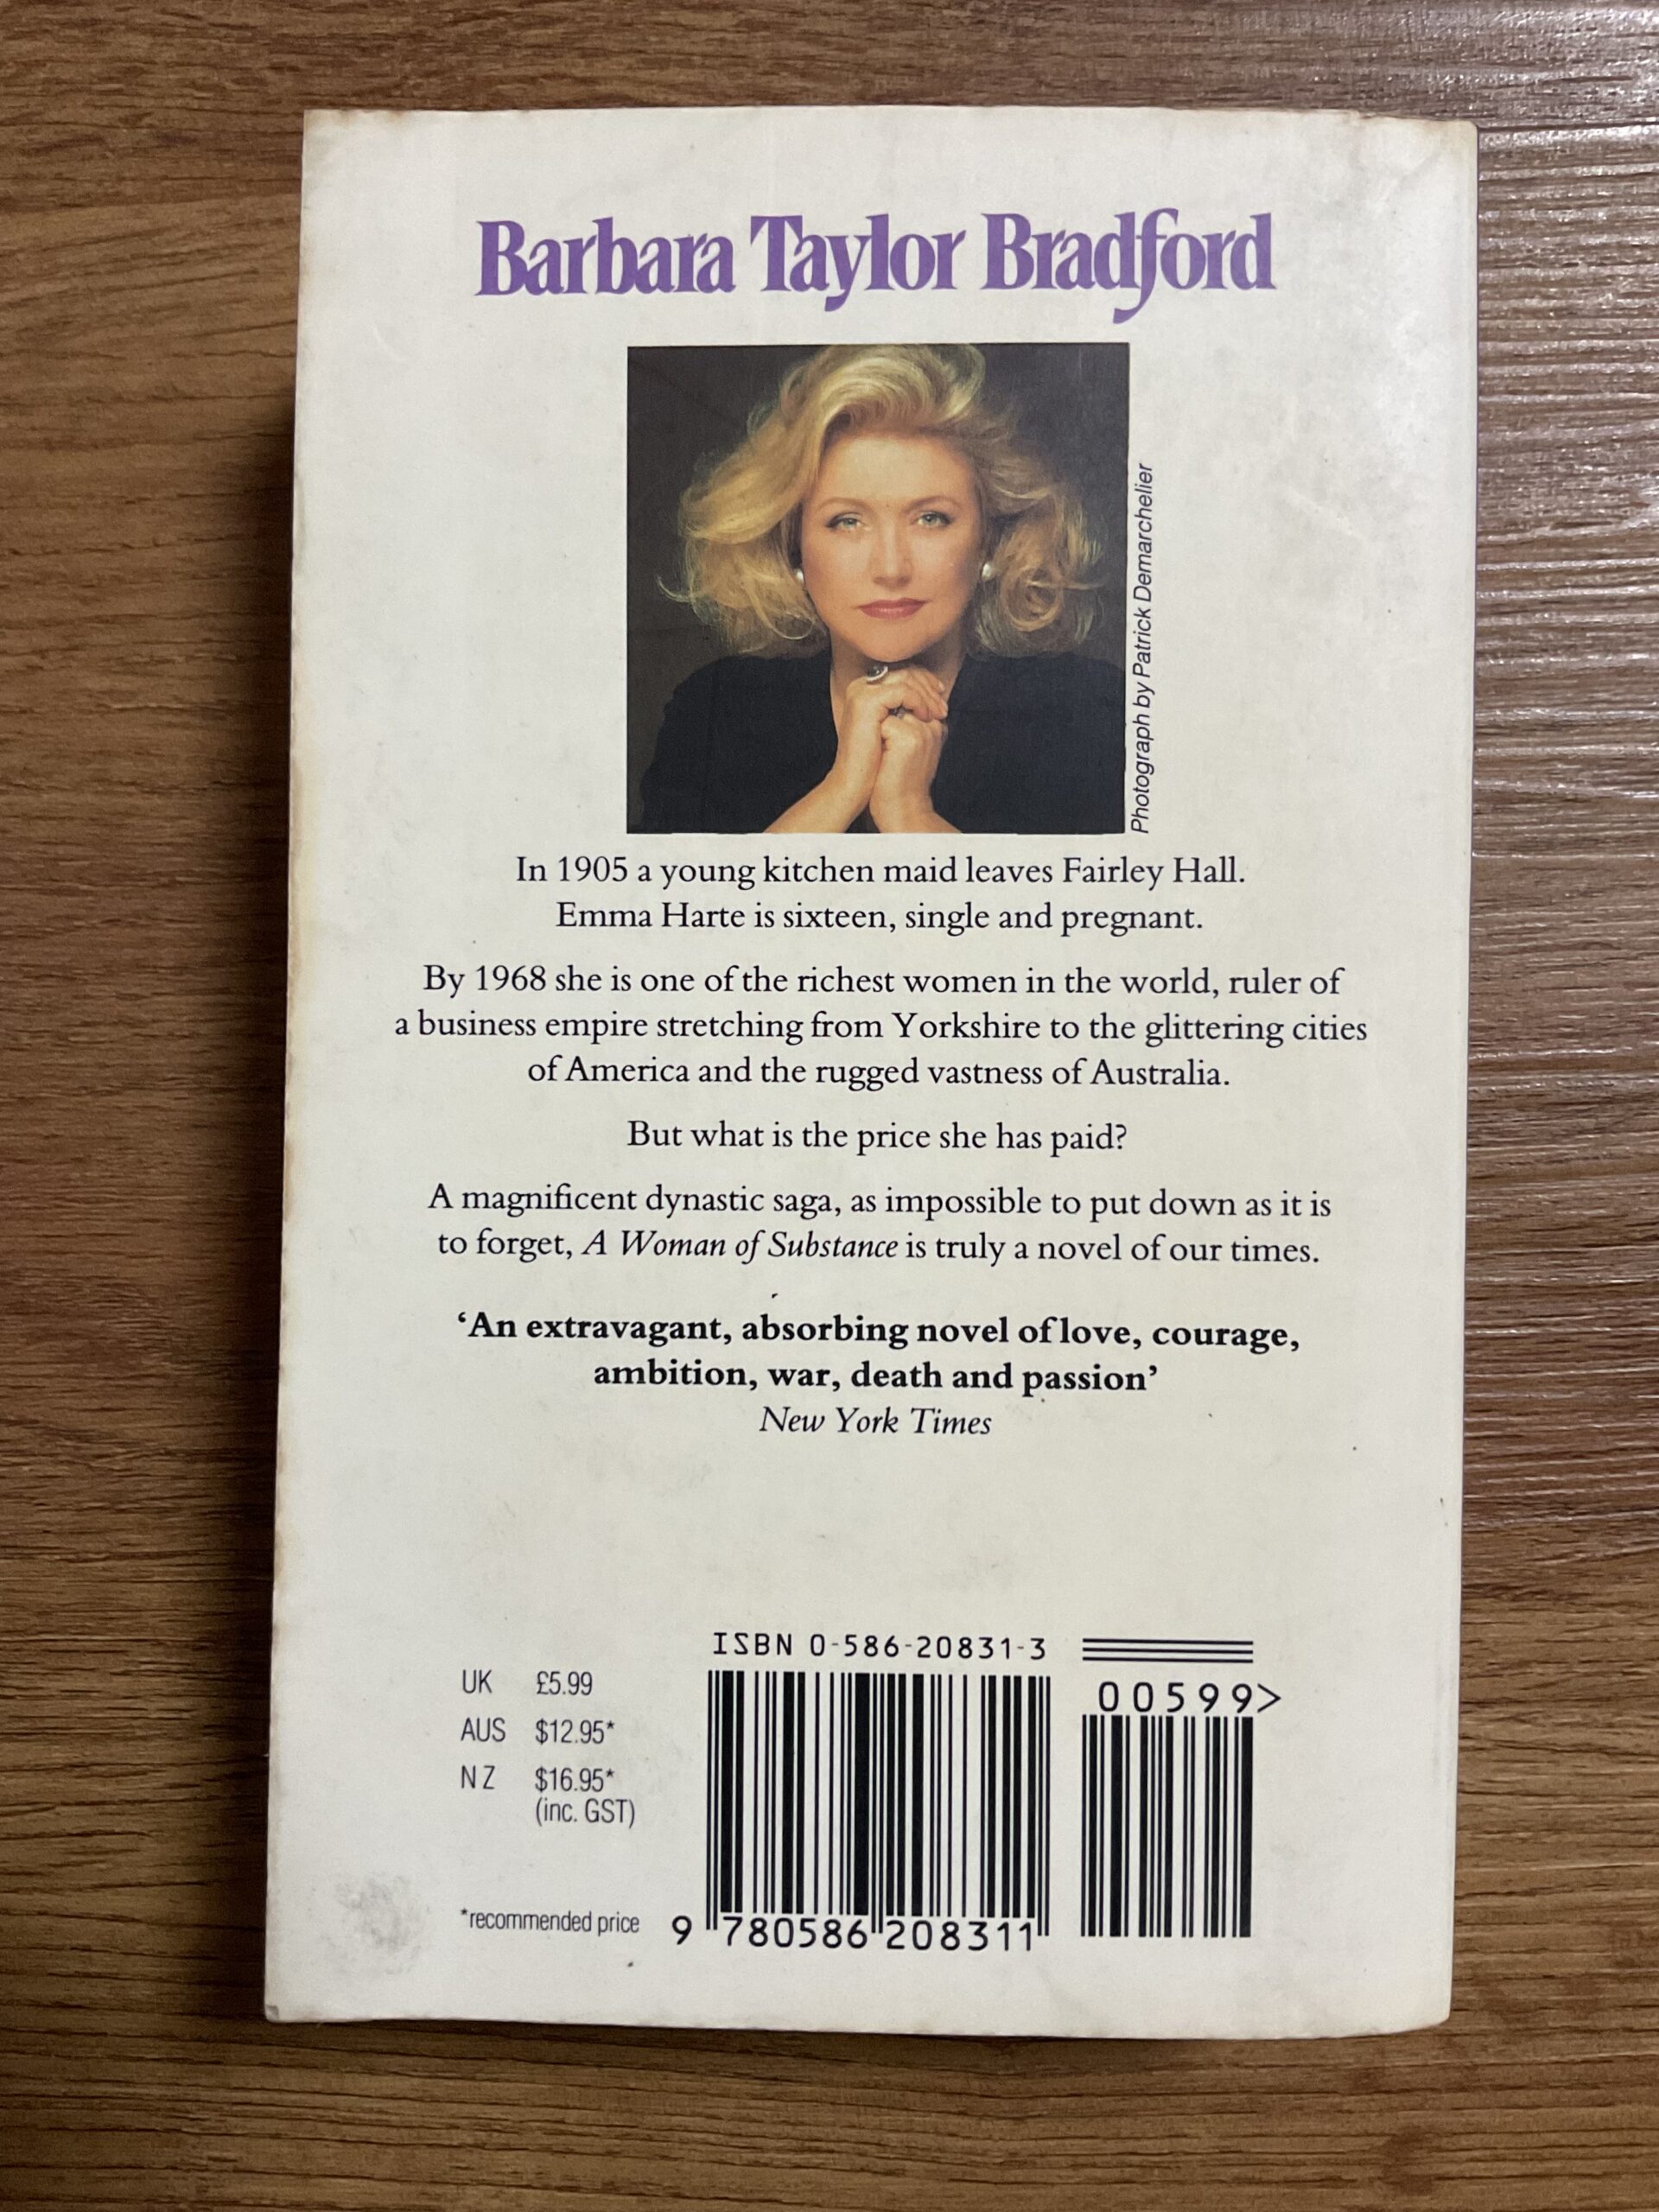 Barbara Taylor Bradford
Photograph by Patrick Demarchelier
In 1905 a young kitchen maid leaves Fairley Hall.
Emma Harte is sixteen, single and pregnant.
By 1968 she is one of the richest women in the world, ruler of
a business empire stretching from Yorkshire to the glittering cities
of America and the rugged vastness of Australia.
But what is the price she has paid?
A magnificent dynastic saga, as impossible to put down as it is
to forget, A Woman of Substance is truly a novel of our times.
‘An extravagant, absorbing novel of love, courage,
ambition, war, death and passion’
New York Times
UK £5.99
AUS $12.95*
NZ $16.95*
(inc. GST)
*recommended price
ISBN 0-586-20831-3
9 780586 208311
00599>